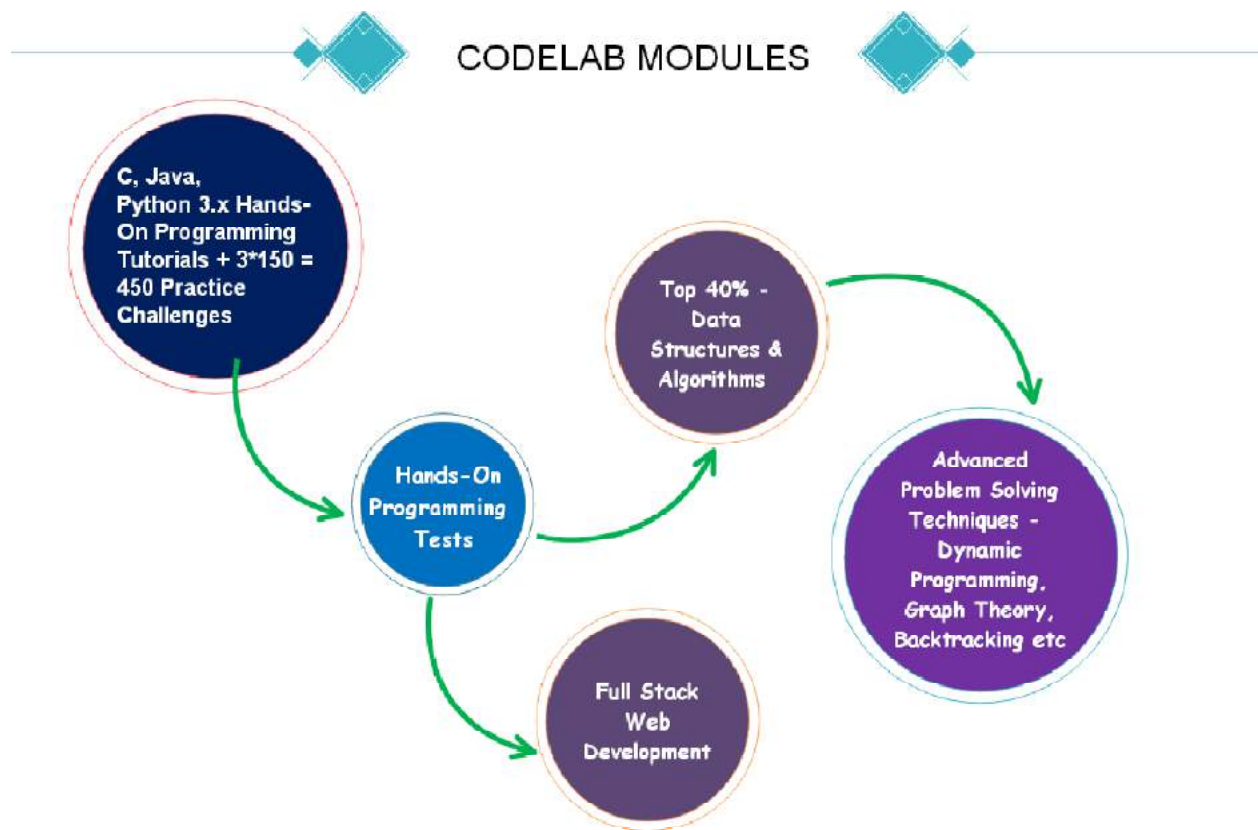 CODELAB MODULES
C, Java,
Python 3.x Hands-
On Programming
Tutorials + 3*150 =
450 Practice
Challenges
Hands-On
Programming
Tests
Top 40% -
Data
Structures &
Algorithms
Advanced
Problem Solving
Techniques -
Dynamic
Programming,
Graph Theory,
Backtracking etc
Full Stack
Web
Development